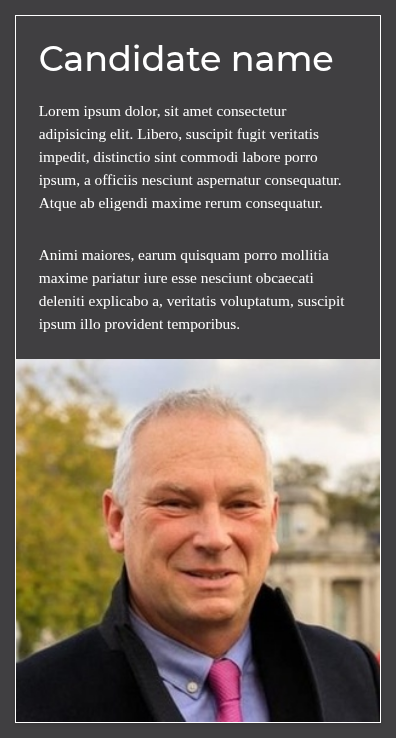 Candidate name
Lorem ipsum dolor, sit amet consectetur
adipisicing elit. Libero, suscipit fugit veritatis
impedit, distinctio sint commodi labore porro
ipsum, a officiis nesciunt aspernatur consequatur.
Atque ab eligendi maxime rerum consequatur.
Animi maiores, earum quisquam porro mollitia
maxime pariatur iure esse nesciunt obcaecati
deleniti explicabo a, veritatis voluptatum, suscipit
ipsum illo provident temporibus.